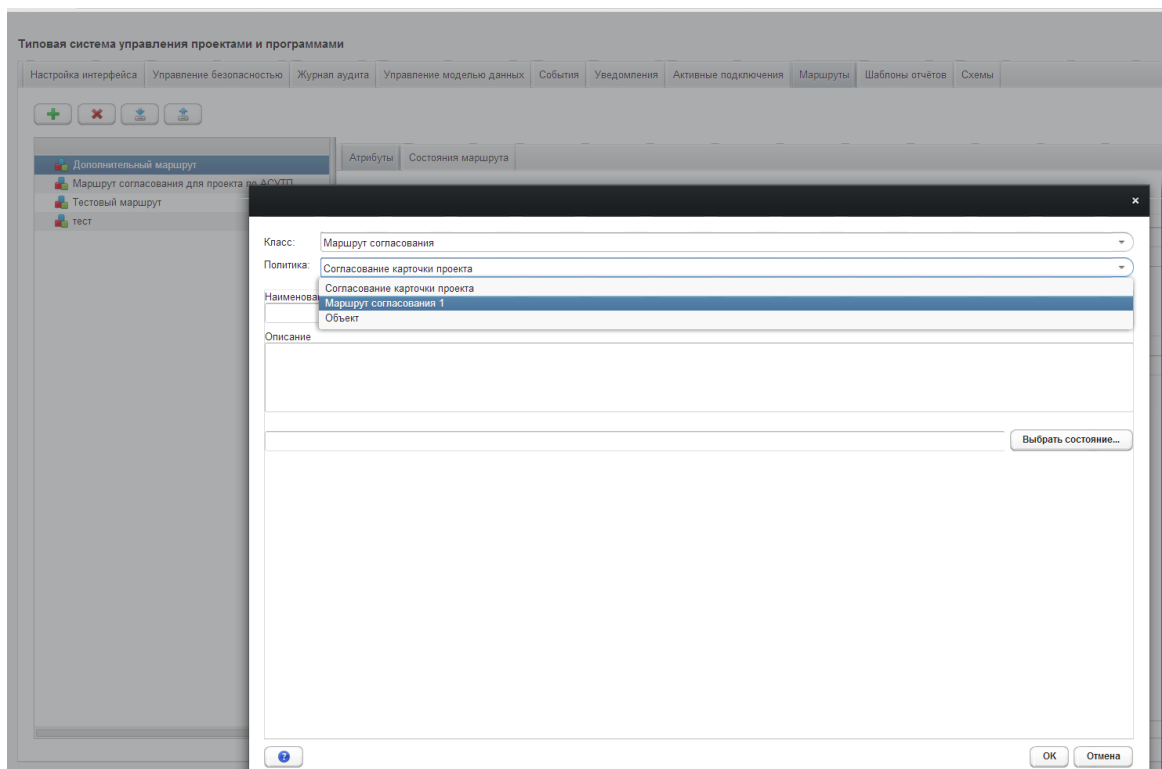 Типовая система управления проектами и программами
Настройка интерфейса Управление безопасностью Журнал аудита Управление моделью данных События Уведомления Активные подключения Маршруты Шаблоны отчётов Схемы
Атрибуты Состояния маршрута
Дополнительный маршрут
Маршрут согласования для проекта по АСУТП
Тестовый маршрут
тест
×
Класс: Маршрут согласования
Политика: Согласование карточки проекта
Согласование карточки проекта
Наименова
Маршрут согласования 1
Объект
Описание
Выбрать состояние...
?
OK Отмена